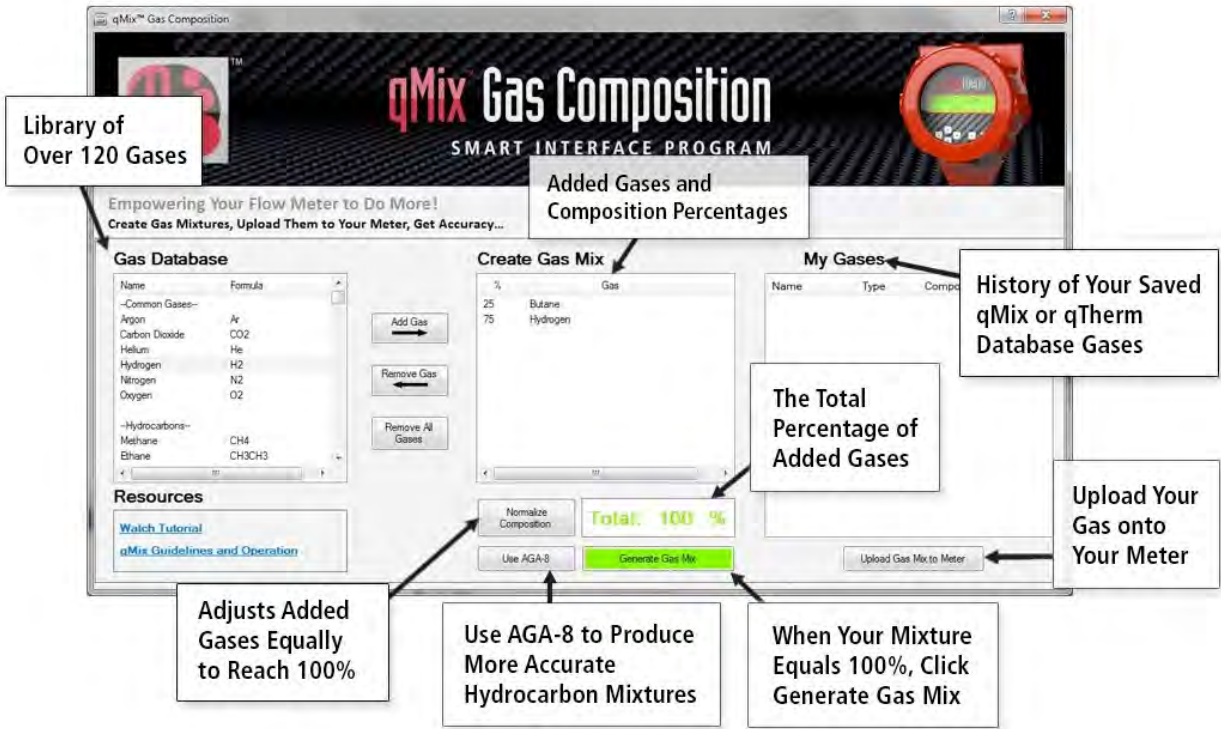 qMix™ Gas Composition
TM
qMix Gas Composition
SMART INTERFACE PROGRAM
Library of
Over 120 Gases
Added Gases and
Composition Percentages
Empowering Your Flow Meter to Do More!
Create Gas Mixtures, Upload Them to Your Meter, Get Accuracy...
Gas Database
Name Formula
--Common Gases--
Argon Ar
Carbon Dioxide CO2
Helium He
Hydrogen H2
Nitrogen N2
Oxygen O2
--Hydrocarbons--
Methane CH4
Ethane CH3CH3
Add Gas
Remove Gas
Remove All
Gases
Create Gas Mix
% Gas
25 Butane
75 Hydrogen
My Gases
Name Type Compo
History of Your Saved
qMix or qTherm
Database Gases
The Total
Percentage of
Added Gases
Resources
Watch Tutorial
qMix Guidelines and Operation
Normalize
Composition
Total: 100 %
Use AGA-8
Generate Gas Mix
Upload Gas Mix to Meter
Upload Your
Gas onto
Your Meter
Adjusts Added
Gases Equally
to Reach 100%
Use AGA-8 to Produce
More Accurate
Hydrocarbon Mixtures
When Your Mixture
Equals 100%, Click
Generate Gas Mix